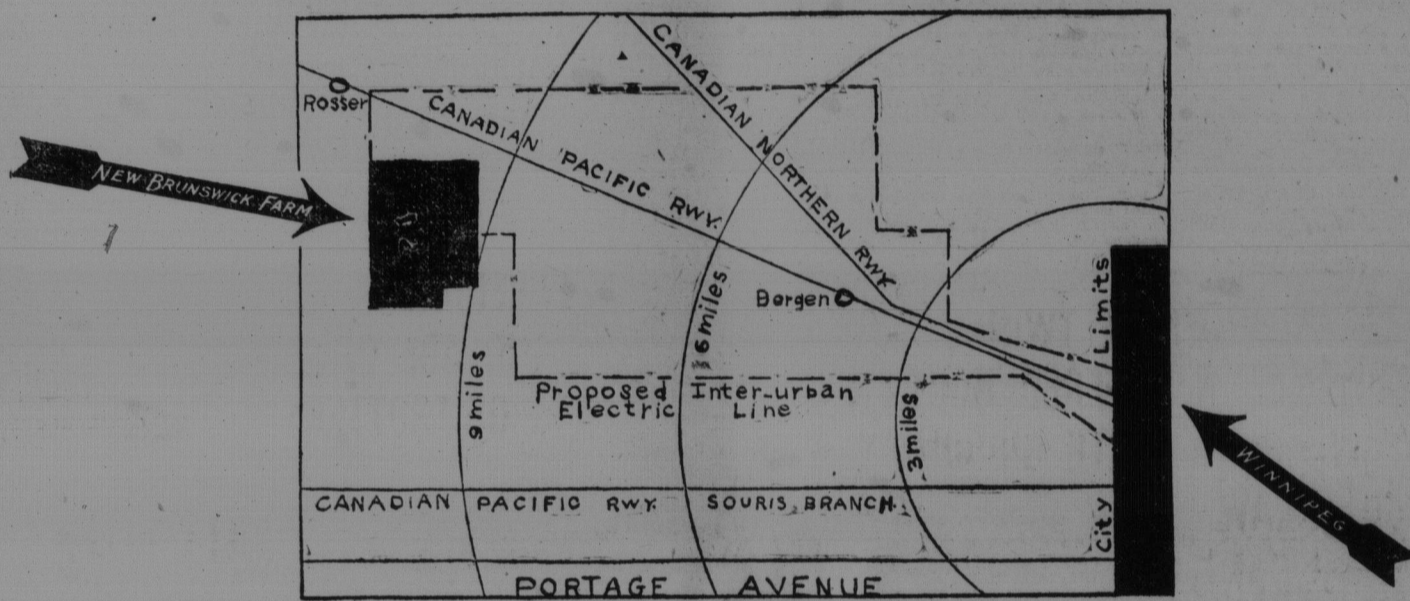 Rosser
CANADIAN PACIFIC RWY.
CANADIAN NORTHERN RWY.
NEW BRUNSWICK FARM
Bergen
Limits
City
9 miles
6 miles
3 miles
Proposed Inter-urban
Electric Line
WINNIPEG
CANADIAN PACIFIC RWY. SOURIS BRANCH.
PORTAGE AVENUE